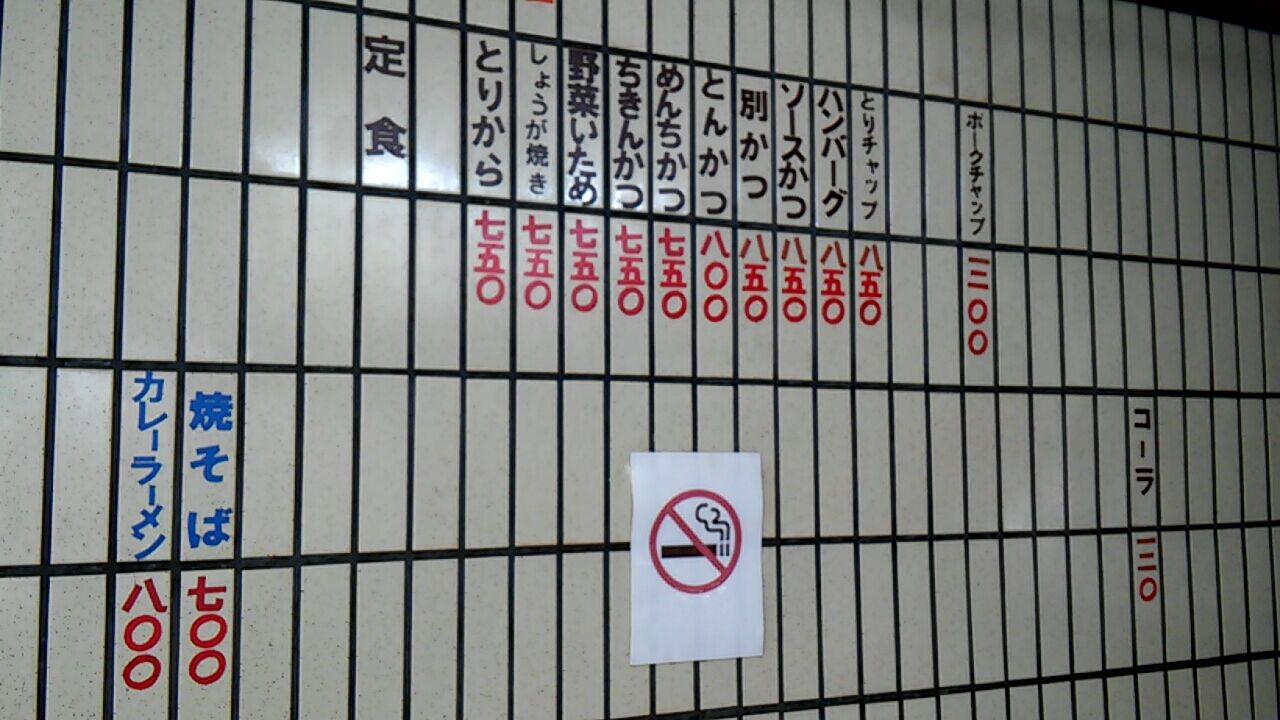 定食
とりから 七五〇
しょうが焼き 七五〇
野菜いため 七五〇
ちきんかつ 七五〇
めんちかつ 七五〇
とんかつ 八〇〇
別かつ 八五〇
ソースかつ 八五〇
ハンバーグ 八五〇
とりチャップ 八五〇
ポークチャップ 一二〇〇
カレーラーメン 八〇〇
焼そば 七〇〇
コーラ 一二〇